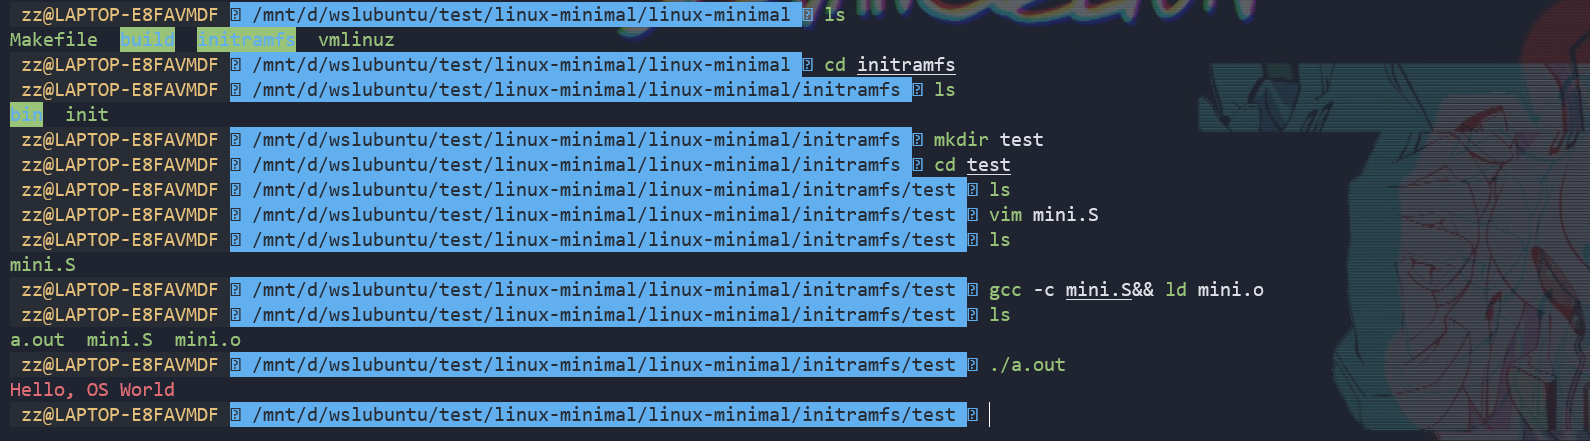 zz@LAPTOP-E8FAVMDF /mnt/d/wslubuntu/test/linux-minimal/linux-minimal ls
Makefile build initramfs vmlinuz
zz@LAPTOP-E8FAVMDF /mnt/d/wslubuntu/test/linux-minimal/linux-minimal cd initramfs
zz@LAPTOP-E8FAVMDF /mnt/d/wslubuntu/test/linux-minimal/linux-minimal/initramfs ls
bin init
zz@LAPTOP-E8FAVMDF /mnt/d/wslubuntu/test/linux-minimal/linux-minimal/initramfs mkdir test
zz@LAPTOP-E8FAVMDF /mnt/d/wslubuntu/test/linux-minimal/linux-minimal/initramfs cd test
zz@LAPTOP-E8FAVMDF /mnt/d/wslubuntu/test/linux-minimal/linux-minimal/initramfs/test ls
zz@LAPTOP-E8FAVMDF /mnt/d/wslubuntu/test/linux-minimal/linux-minimal/initramfs/test vim mini.S
zz@LAPTOP-E8FAVMDF /mnt/d/wslubuntu/test/linux-minimal/linux-minimal/initramfs/test ls
mini.S
zz@LAPTOP-E8FAVMDF /mnt/d/wslubuntu/test/linux-minimal/linux-minimal/initramfs/test gcc -c mini.S&& ld mini.o
zz@LAPTOP-E8FAVMDF /mnt/d/wslubuntu/test/linux-minimal/linux-minimal/initramfs/test ls
a.out mini.S mini.o
zz@LAPTOP-E8FAVMDF /mnt/d/wslubuntu/test/linux-minimal/linux-minimal/initramfs/test ./a.out
Hello, OS World
zz@LAPTOP-E8FAVMDF /mnt/d/wslubuntu/test/linux-minimal/linux-minimal/initramfs/test